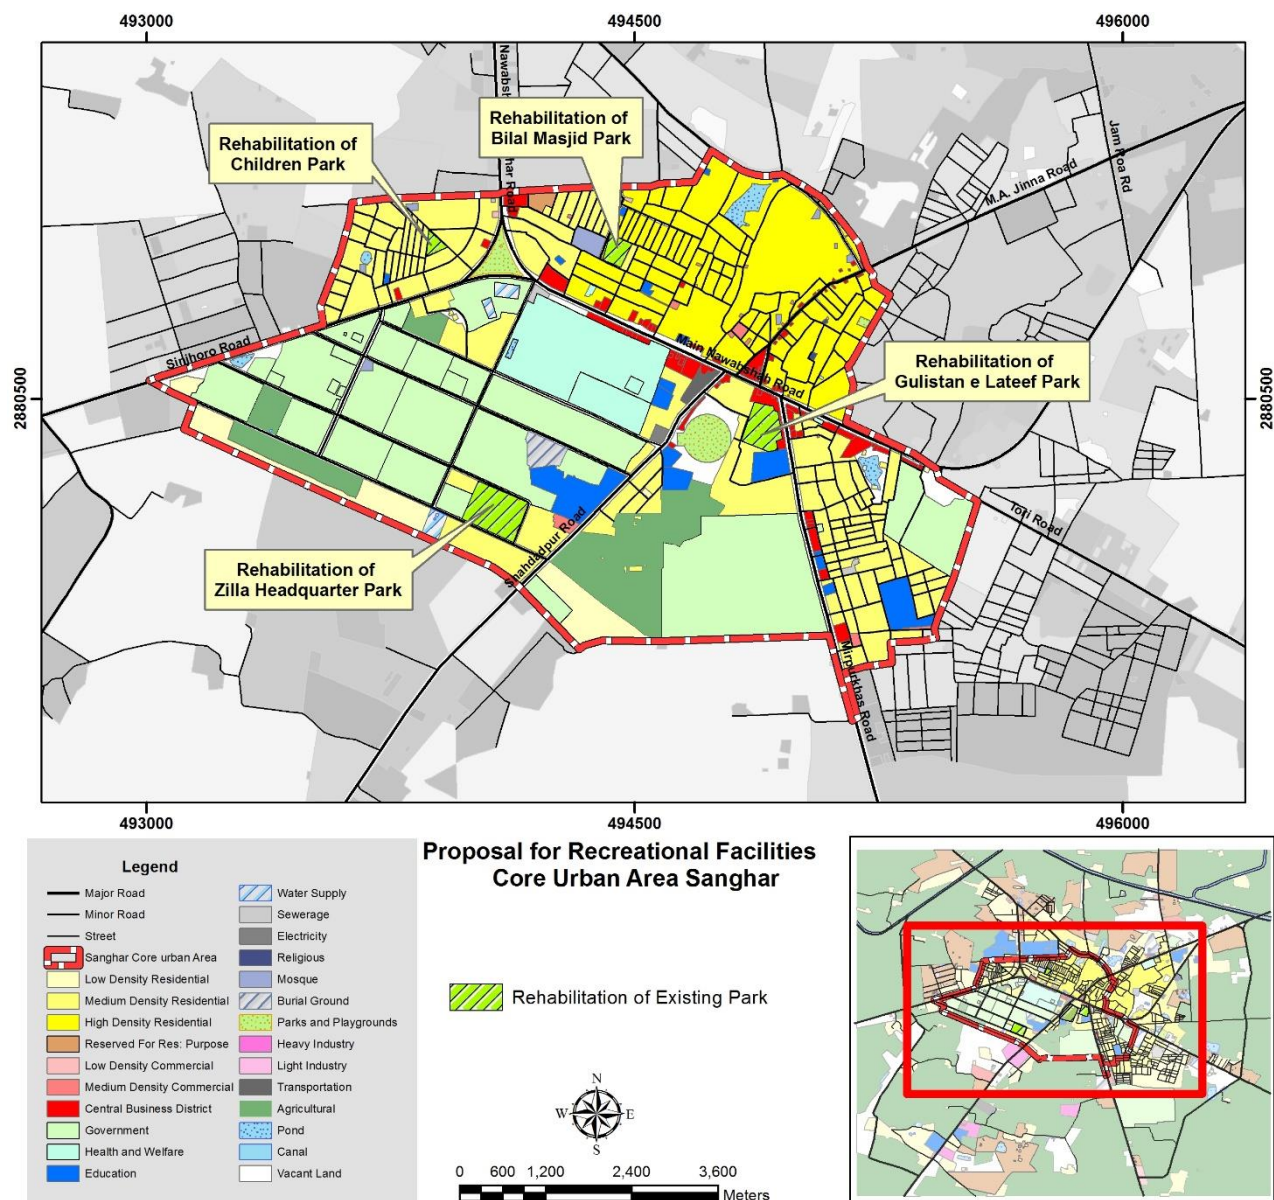 493000
494500
496000
Nawabsh
har Road
Rehabilitation of
Bilal Masjid Park
Rehabilitation of
Children Park
Jam Roa Rd
M.A. Jinna Road
Sinjhoro Road
Main Nawabshah Road
Rehabilitation of
Gulistan e Lateef Park
2880500
2880500
Shahdadpur Road
Tori Road
Rehabilitation of
Zilla Headquarter Park
Mirpurkhas Road
493000
494500
496000
Legend
Major Road
Minor Road
Street
Sanghar Core urban Area
Low Density Residential
Medium Density Residential
High Density Residential
Reserved For Res: Purpose
Low Density Commercial
Medium Density Commercial
Central Business District
Government
Health and Welfare
Education
Water Supply
Sewerage
Electricity
Religious
Mosque
Burial Ground
Parks and Playgrounds
Heavy Industry
Light Industry
Transportation
Agricultural
Pond
Canal
Vacant Land
Proposal for Recreational Facilities
Core Urban Area Sanghar
Rehabilitation of Existing Park
N
W
E
S
0 600 1,200 2,400 3,600
Meters